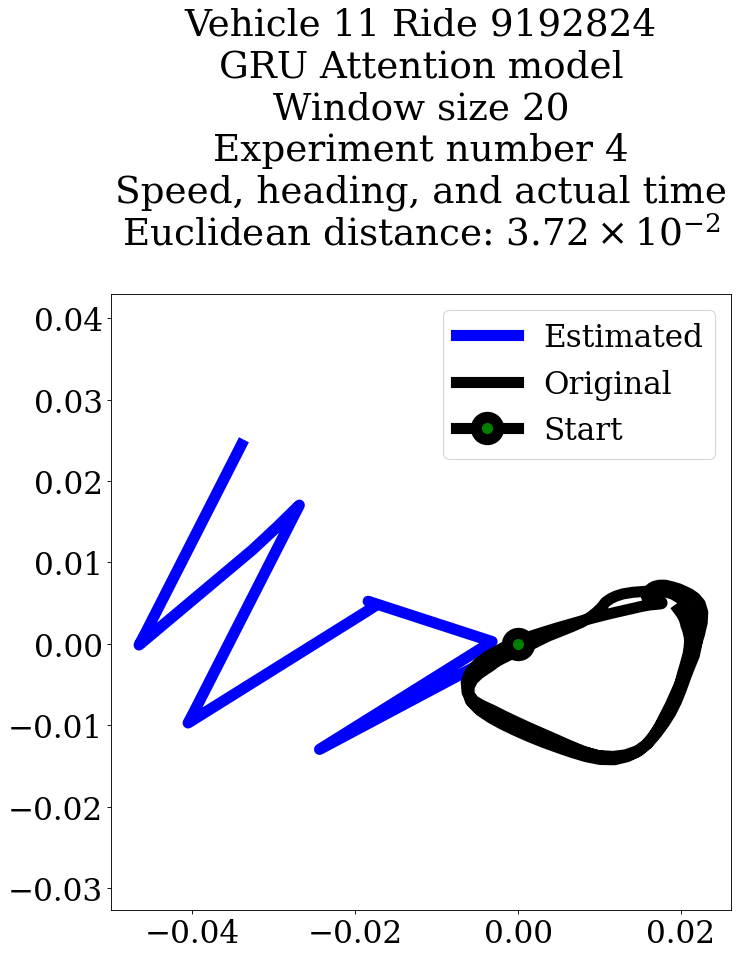 Vehicle 11 Ride 9192824
GRU Attention model
Window size 20
Experiment number 4
Speed, heading, and actual time
Euclidean distance: 3.72 × 10⁻²
Estimated
Original
Start
0.04
0.03
0.02
0.01
0.00
−0.01
−0.02
−0.03
−0.04 −0.02 0.00 0.02